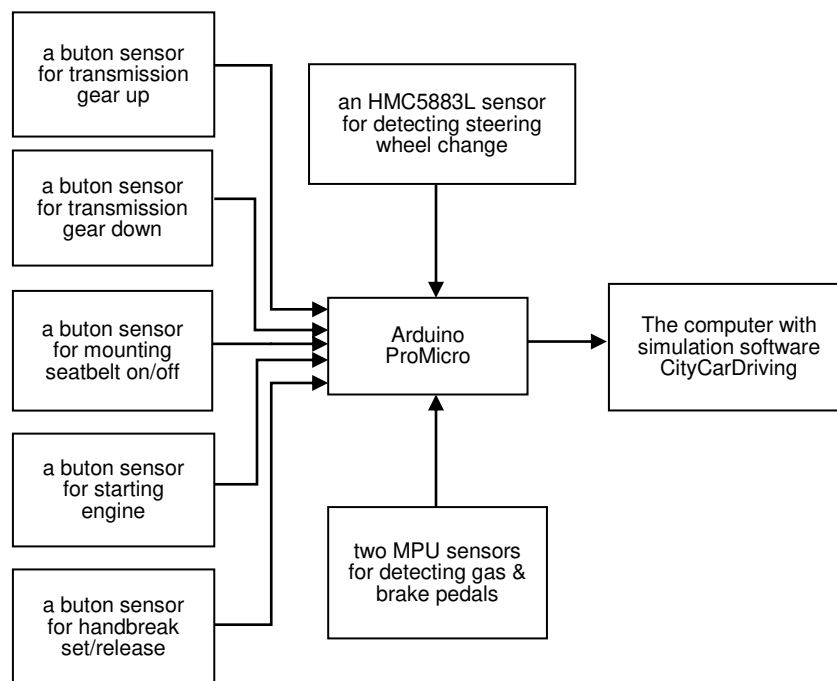 a buton sensor
for transmission
gear up
a buton sensor
for transmission
gear down
a buton sensor
for mounting
seatbelt on/off
a buton sensor
for starting
engine
a buton sensor
for handbreak
set/release
an HMC5883L sensor
for detecting steering
wheel change
Arduino
ProMicro
two MPU sensors
for detecting gas &
brake pedals
The computer with
simulation software
CityCarDriving